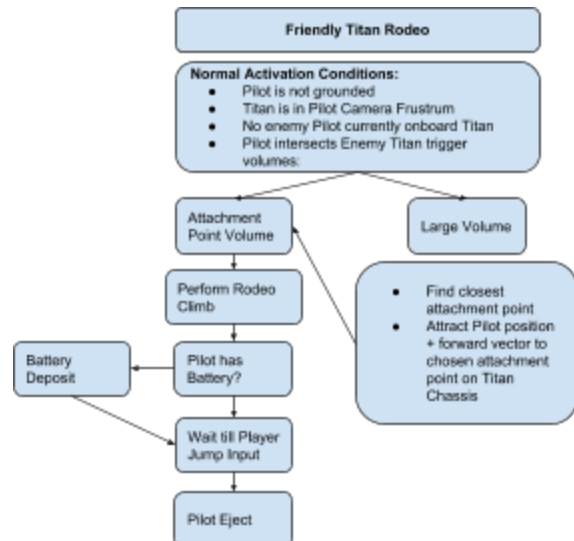 Friendly Titan Rodeo
Normal Activation Conditions:
● Pilot is not grounded
● Titan is in Pilot Camera Frustrum
● No enemy Pilot currently onboard Titan
● Pilot intersects Enemy Titan trigger
volumes:
Attachment
Point Volume
Large Volume
Perform Rodeo
Climb
● Find closest
attachment point
● Attract Pilot position
+ forward vector to
chosen attachment
point on Titan
Chassis
Battery
Deposit
Pilot has
Battery?
Wait till Player
Jump Input
Pilot Eject